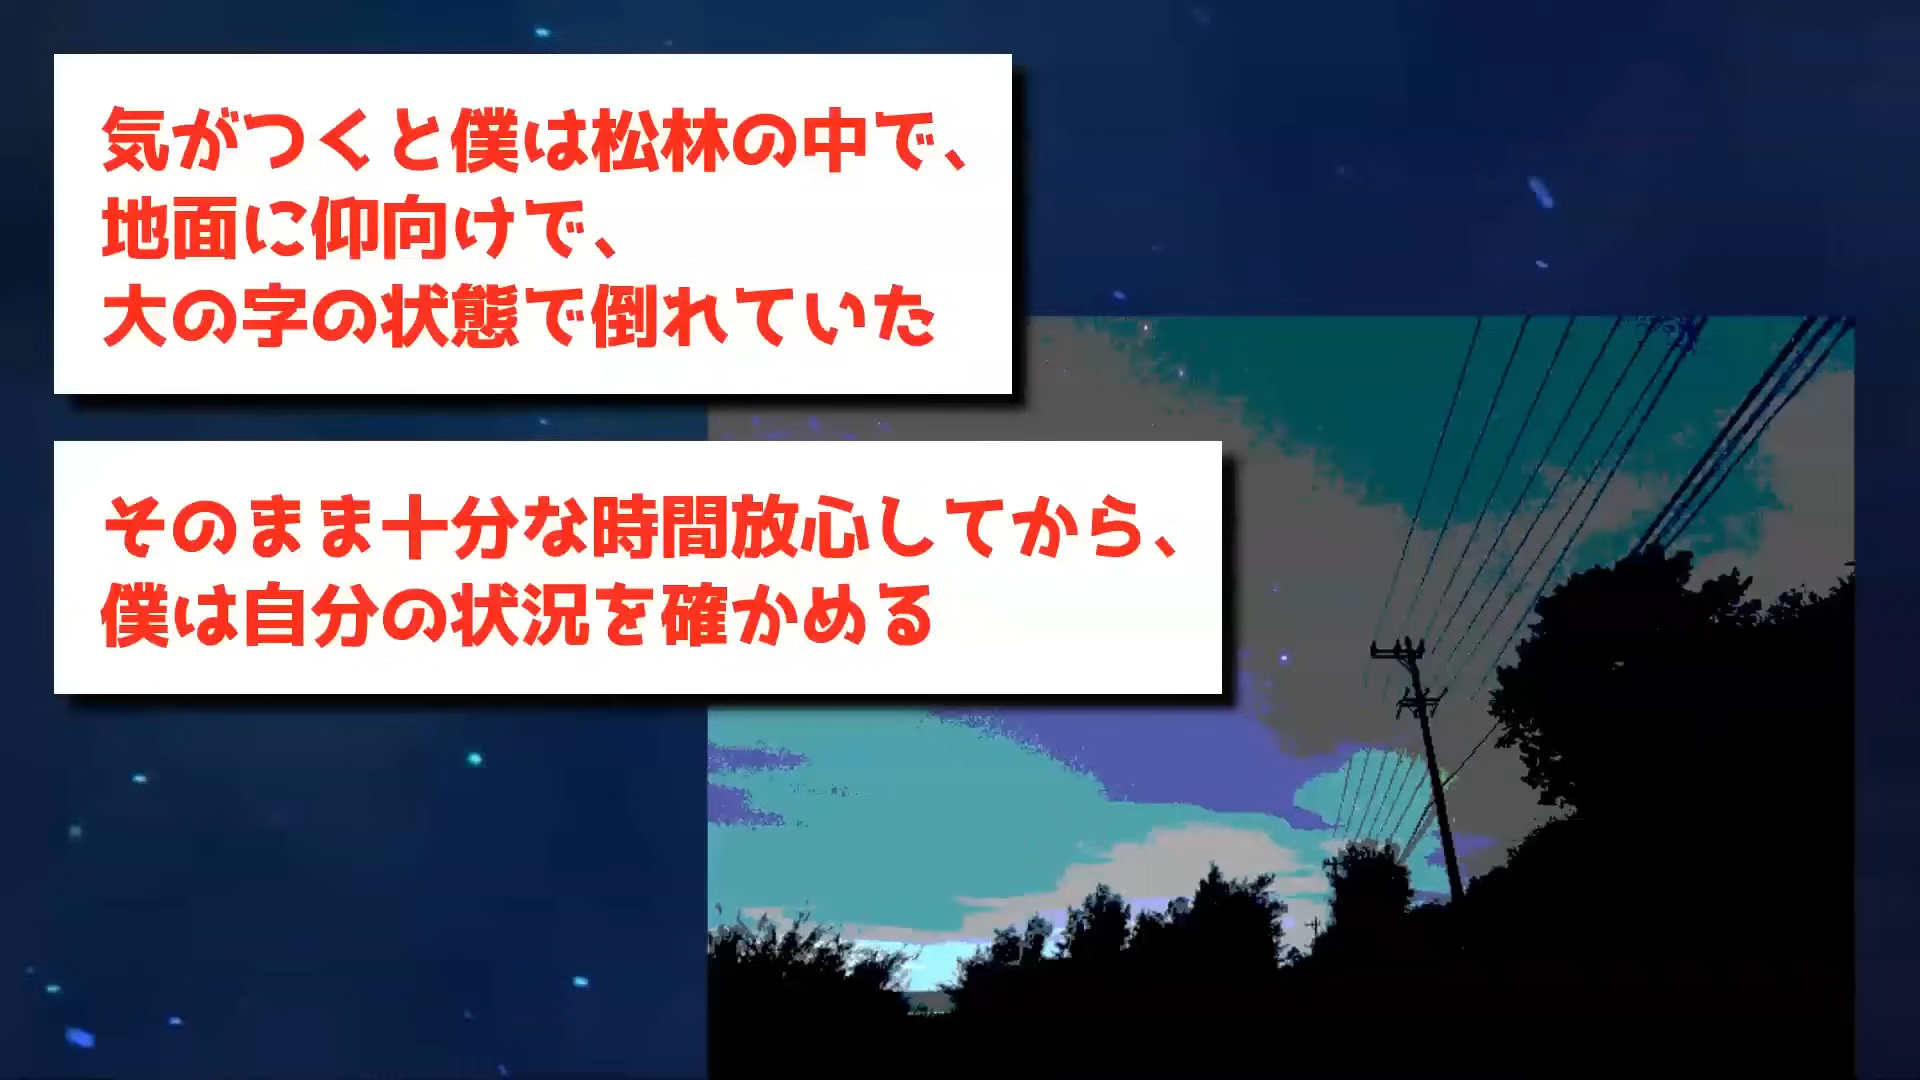 気がつくと僕は松林の中で、
地面に仰向けで、
大の字の状態で倒れていた
そのまま十分な時間放心してから、
僕は自分の状況を確かめる